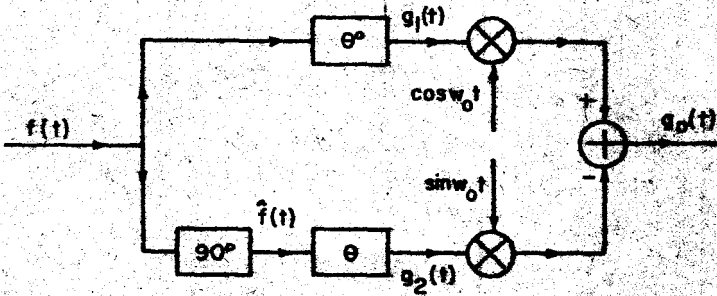 θ°
g₁(t)
cosw₀t
f(t)
+
g₀(t)
sinw₀t
−
f̂(t)
90°
θ
g₂(t)